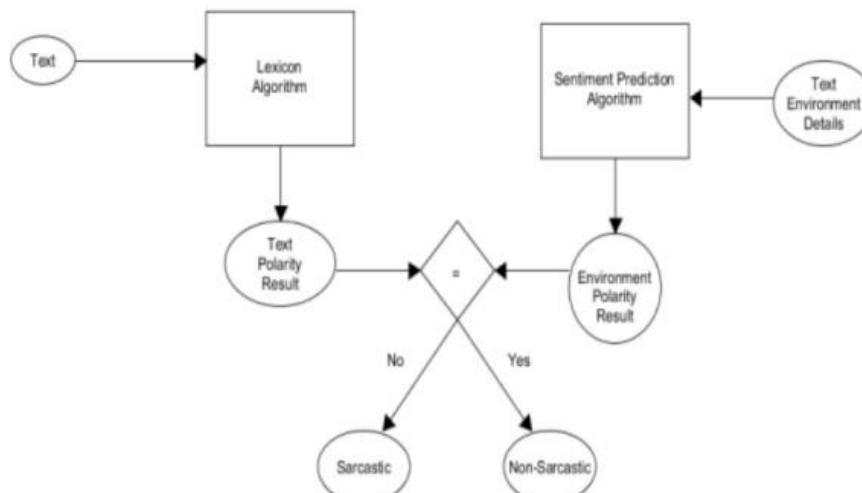 Text
Lexicon
Algorithm
Sentiment Prediction
Algorithm
Text
Environment
Details
Text
Polarity
Result
=
Environment
Polarity
Result
No
Yes
Sarcastic
Non-Sarcastic